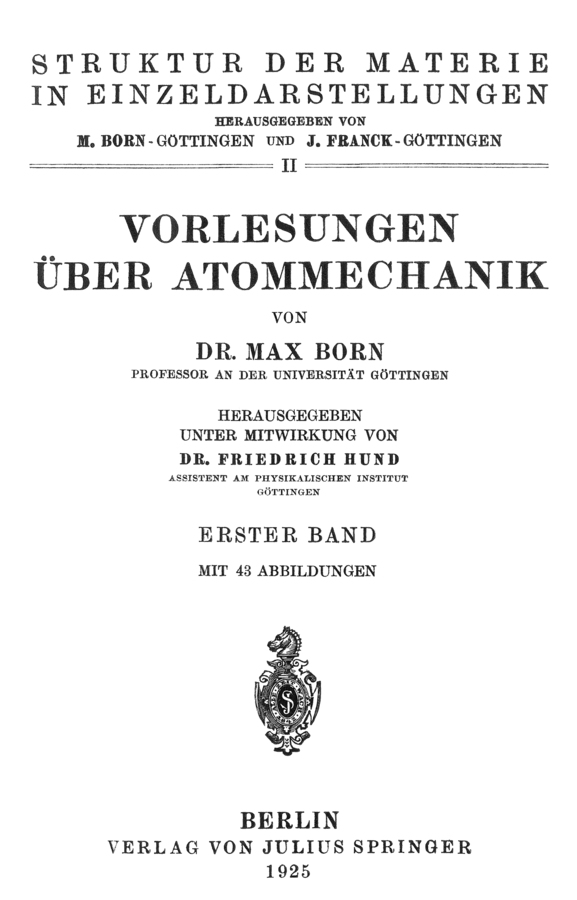 STRUKTUR DER MATERIE
IN EINZELDARSTELLUNGEN
HERAUSGEGEBEN VON
M. BORN-GÖTTINGEN UND J. FRANCK-GÖTTINGEN
II
VORLESUNGEN
ÜBER ATOMMECHANIK
VON
DR. MAX BORN
PROFESSOR AN DER UNIVERSITÄT GÖTTINGEN
HERAUSGEGEBEN
UNTER MITWIRKUNG VON
DR. FRIEDRICH HUND
ASSISTENT AM PHYSIKALISCHEN INSTITUT
GÖTTINGEN
ERSTER BAND
MIT 43 ABBILDUNGEN
BERLIN
VERLAG VON JULIUS SPRINGER
1925